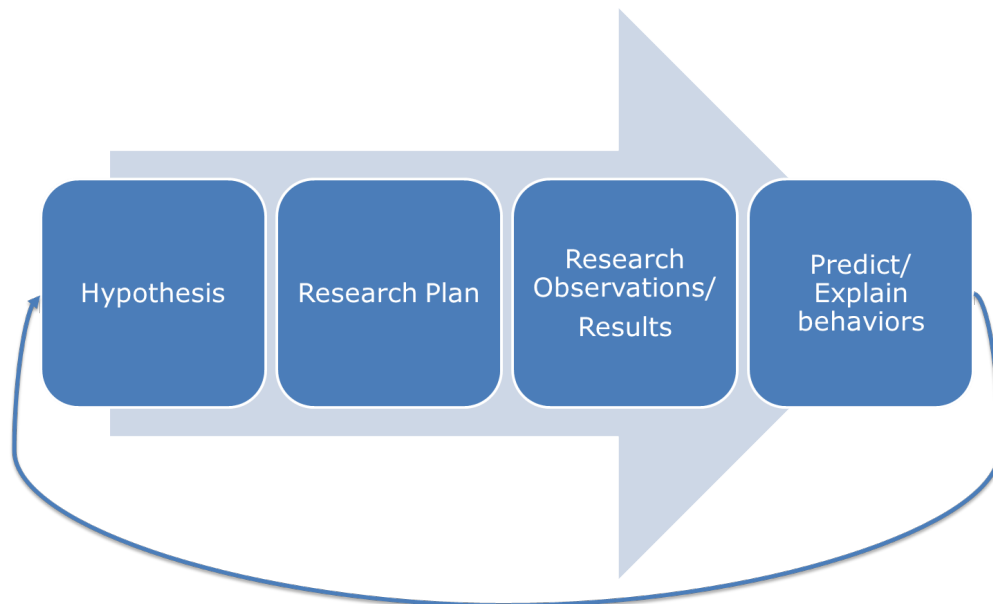 Hypothesis
Research Plan
Research
Observations/
Results
Predict/
Explain
behaviors